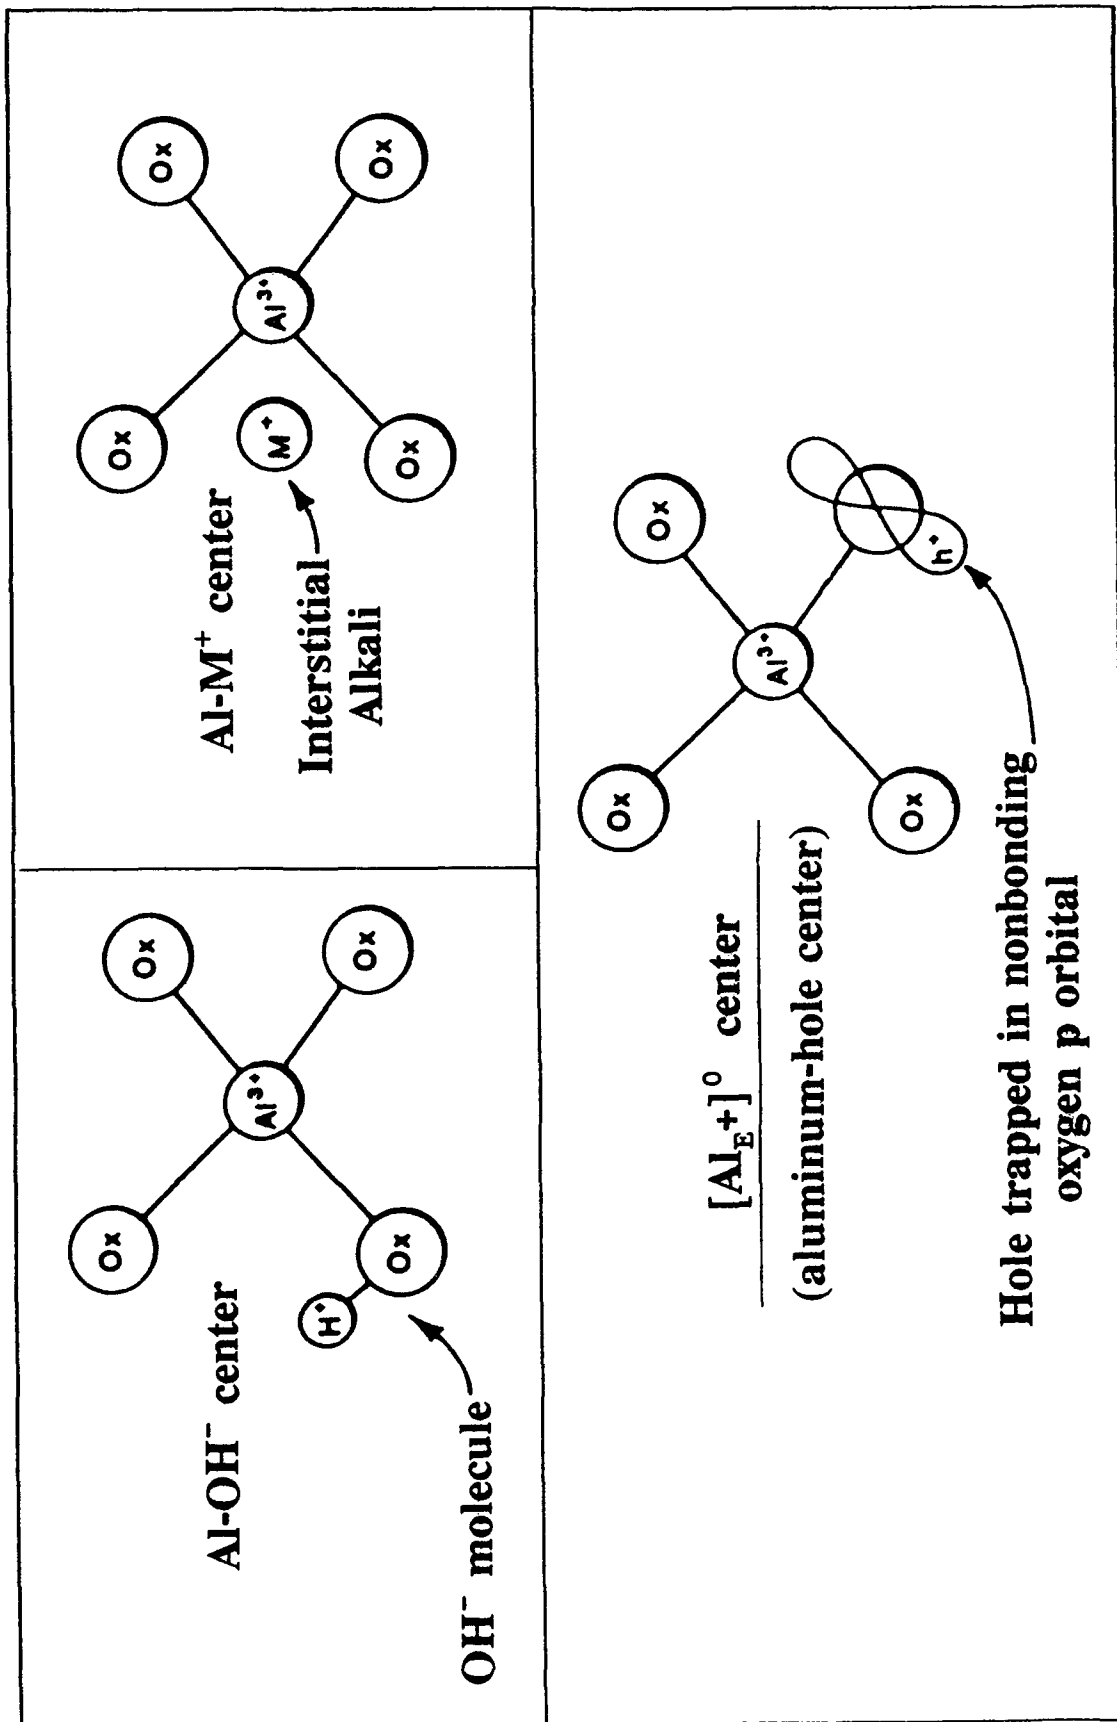 Al-OH⁻ center
Ox
Ox
Al³⁺
H⁺
Ox
Ox
OH⁻ molecule
Al-M⁺ center
Ox
Ox
Al³⁺
M⁺
Ox
Ox
Interstitial
Alkali
[Al_E+]⁰ center
(aluminum-hole center)
Ox
Ox
Al³⁺
Ox
h⁺
Hole trapped in nonbonding
oxygen p orbital